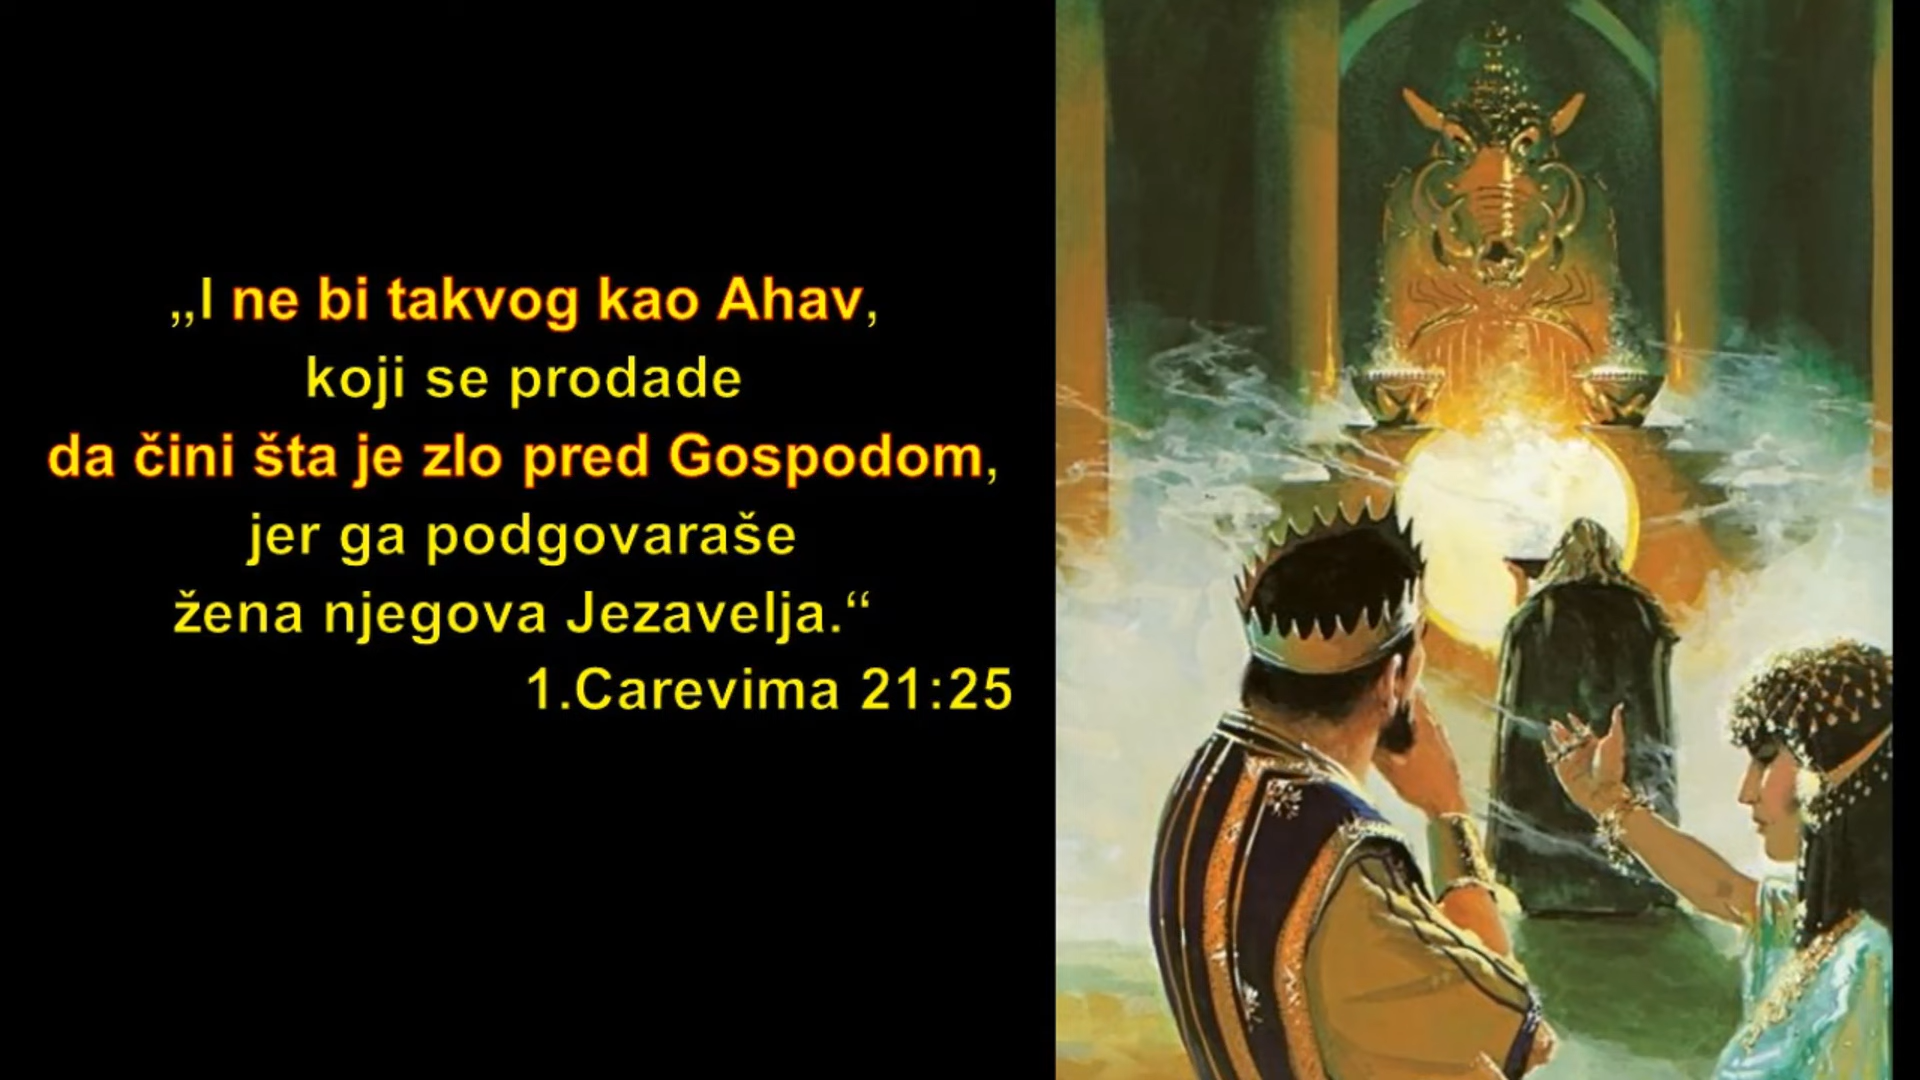 „I ne bi takvog kao Ahav,
koji se prodade
da čini šta je zlo pred Gospodom,
jer ga podgovaraše
žena njegova Jezavelja.“
1.Carevima 21:25